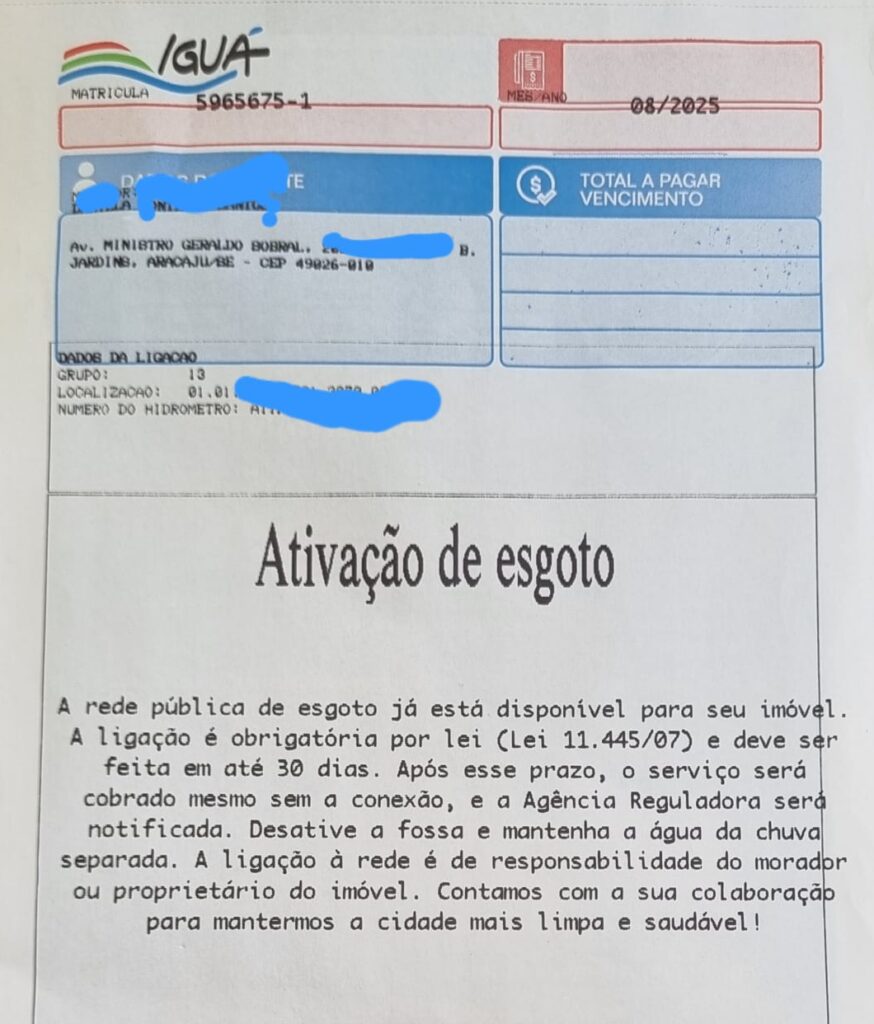 IGUÁ
MATRICULA 5965675-1
MES/ANO 08/2025
TOTAL A PAGAR
VENCIMENTO
AV. MINISTRO GERALDO SOBRAL, B.
JARDINS, ARACAJU/SE - CEP 49026-010
DADOS DA LIGACAO
GRUPO: 13
LOCALIZACAO: 01.01
NUMERO DO HIDROMETRO:
Ativação de esgoto
A rede pública de esgoto já está disponível para seu imóvel.
A ligação é obrigatória por lei (Lei 11.445/07) e deve ser
feita em até 30 dias. Após esse prazo, o serviço será
cobrado mesmo sem a conexão, e a Agência Reguladora será
notificada. Desative a fossa e mantenha a água da chuva
separada. A ligação à rede é de responsabilidade do morador
ou proprietário do imóvel. Contamos com a sua colaboração
para mantermos a cidade mais limpa e saudável!